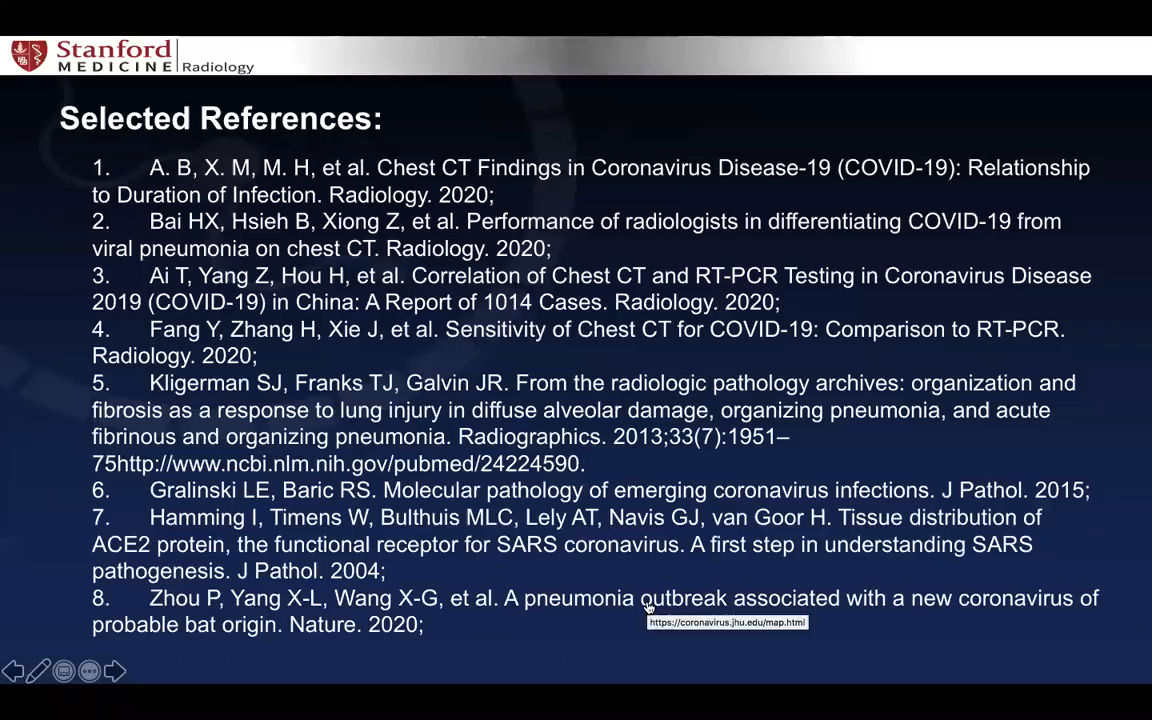 Stanford
MEDICINE Radiology
Selected References:
1. A. B, X. M, M. H, et al. Chest CT Findings in Coronavirus Disease-19 (COVID-19): Relationship
to Duration of Infection. Radiology. 2020;
2. Bai HX, Hsieh B, Xiong Z, et al. Performance of radiologists in differentiating COVID-19 from
viral pneumonia on chest CT. Radiology. 2020;
3. Ai T, Yang Z, Hou H, et al. Correlation of Chest CT and RT-PCR Testing in Coronavirus Disease
2019 (COVID-19) in China: A Report of 1014 Cases. Radiology. 2020;
4. Fang Y, Zhang H, Xie J, et al. Sensitivity of Chest CT for COVID-19: Comparison to RT-PCR.
Radiology. 2020;
5. Kligerman SJ, Franks TJ, Galvin JR. From the radiologic pathology archives: organization and
fibrosis as a response to lung injury in diffuse alveolar damage, organizing pneumonia, and acute
fibrinous and organizing pneumonia. Radiographics. 2013;33(7):1951–
75http://www.ncbi.nlm.nih.gov/pubmed/24224590.
6. Gralinski LE, Baric RS. Molecular pathology of emerging coronavirus infections. J Pathol. 2015;
7. Hamming I, Timens W, Bulthuis MLC, Lely AT, Navis GJ, van Goor H. Tissue distribution of
ACE2 protein, the functional receptor for SARS coronavirus. A first step in understanding SARS
pathogenesis. J Pathol. 2004;
8. Zhou P, Yang X-L, Wang X-G, et al. A pneumonia outbreak associated with a new coronavirus of
probable bat origin. Nature. 2020;
https://coronavirus.jhu.edu/map.html